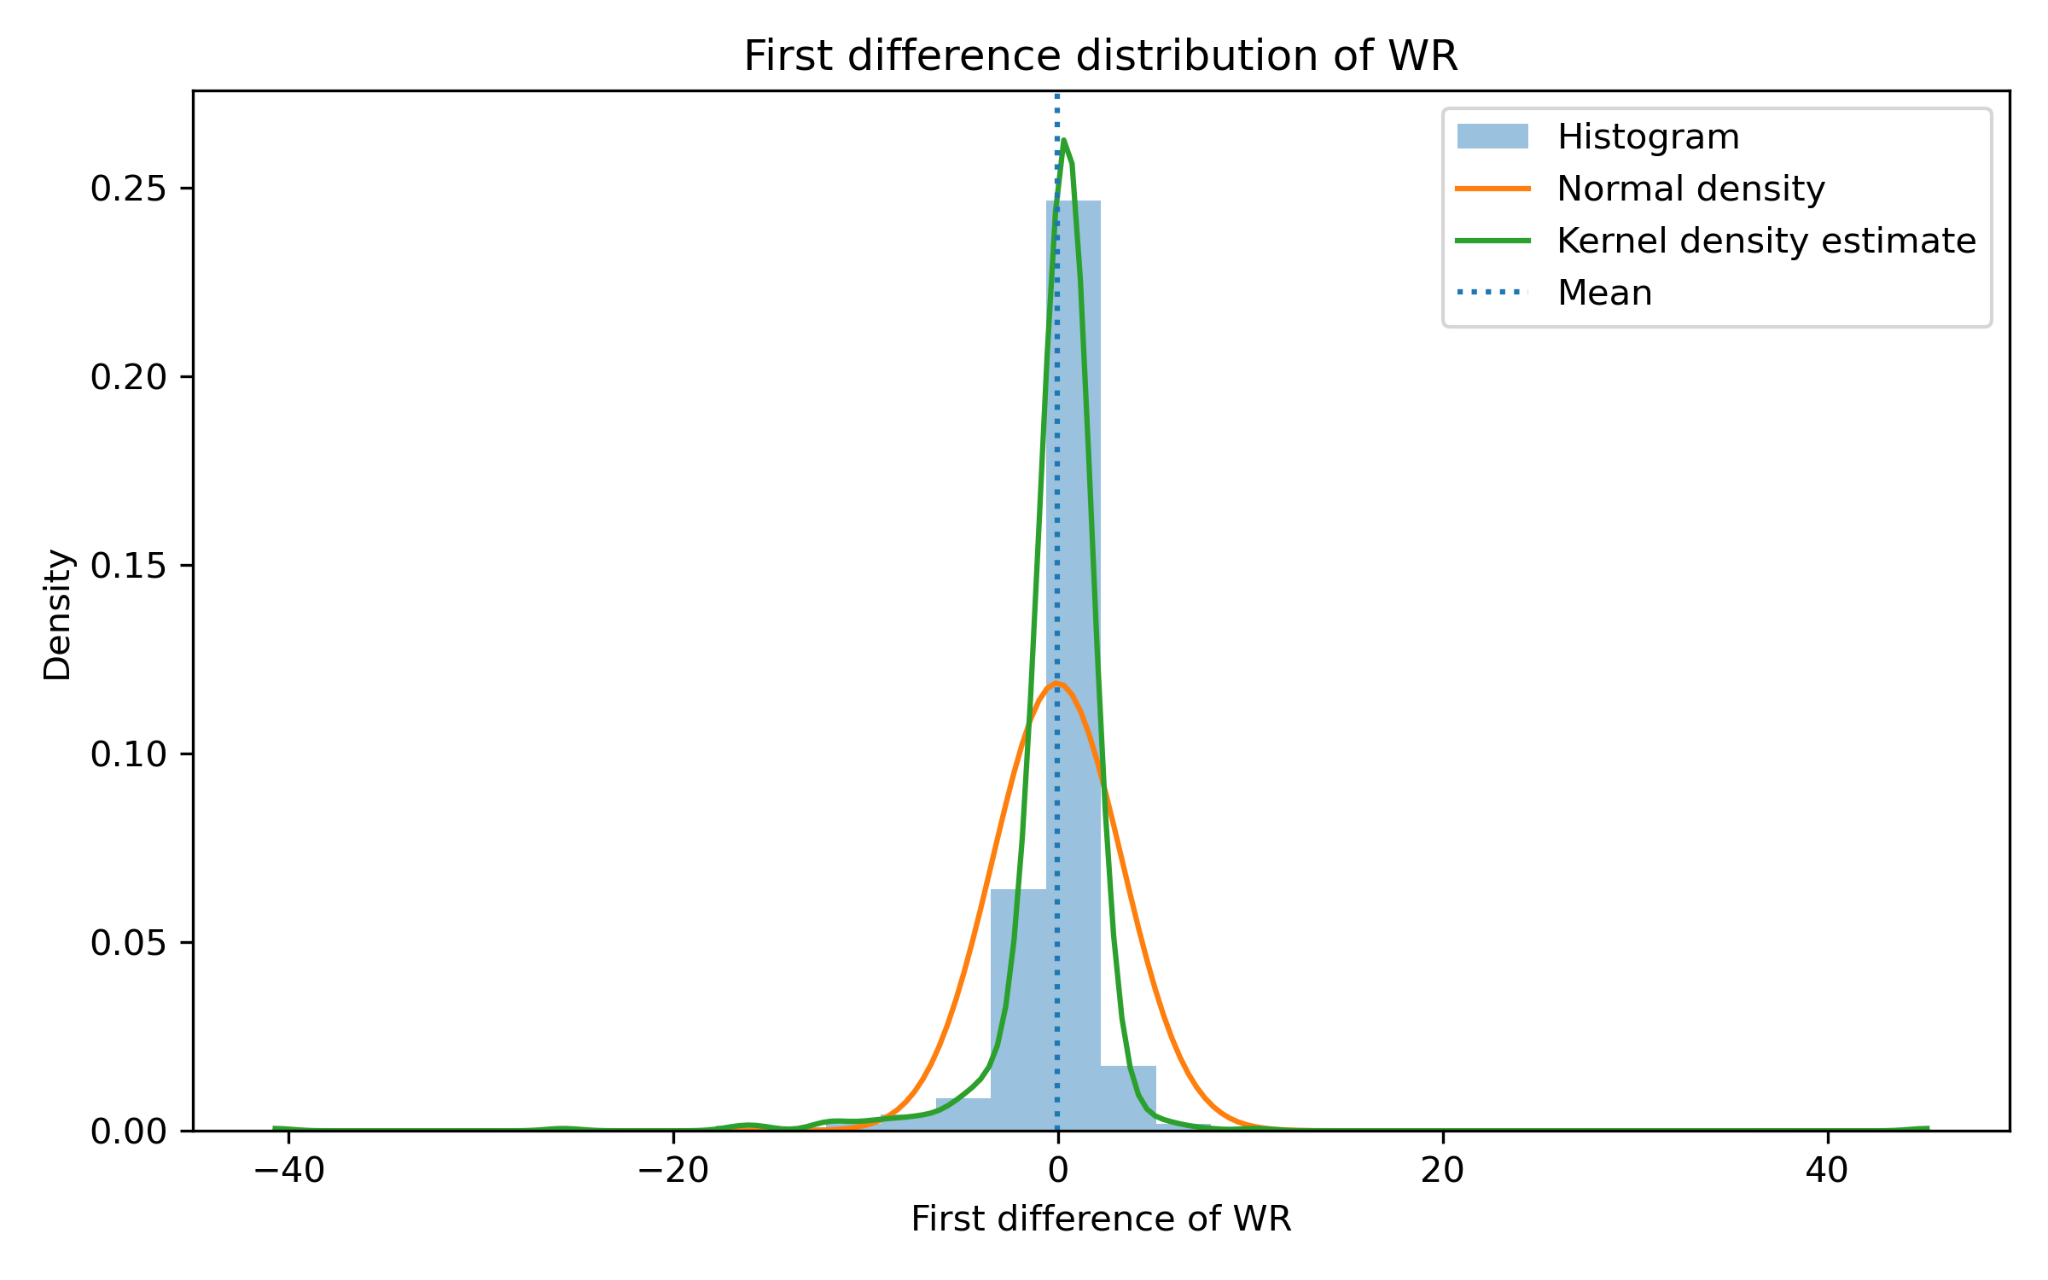 First difference distribution of WR
Histogram
Normal density
Kernel density estimate
Mean
Density
0.25
0.20
0.15
0.10
0.05
0.00
−40 −20 0 20 40
First difference of WR